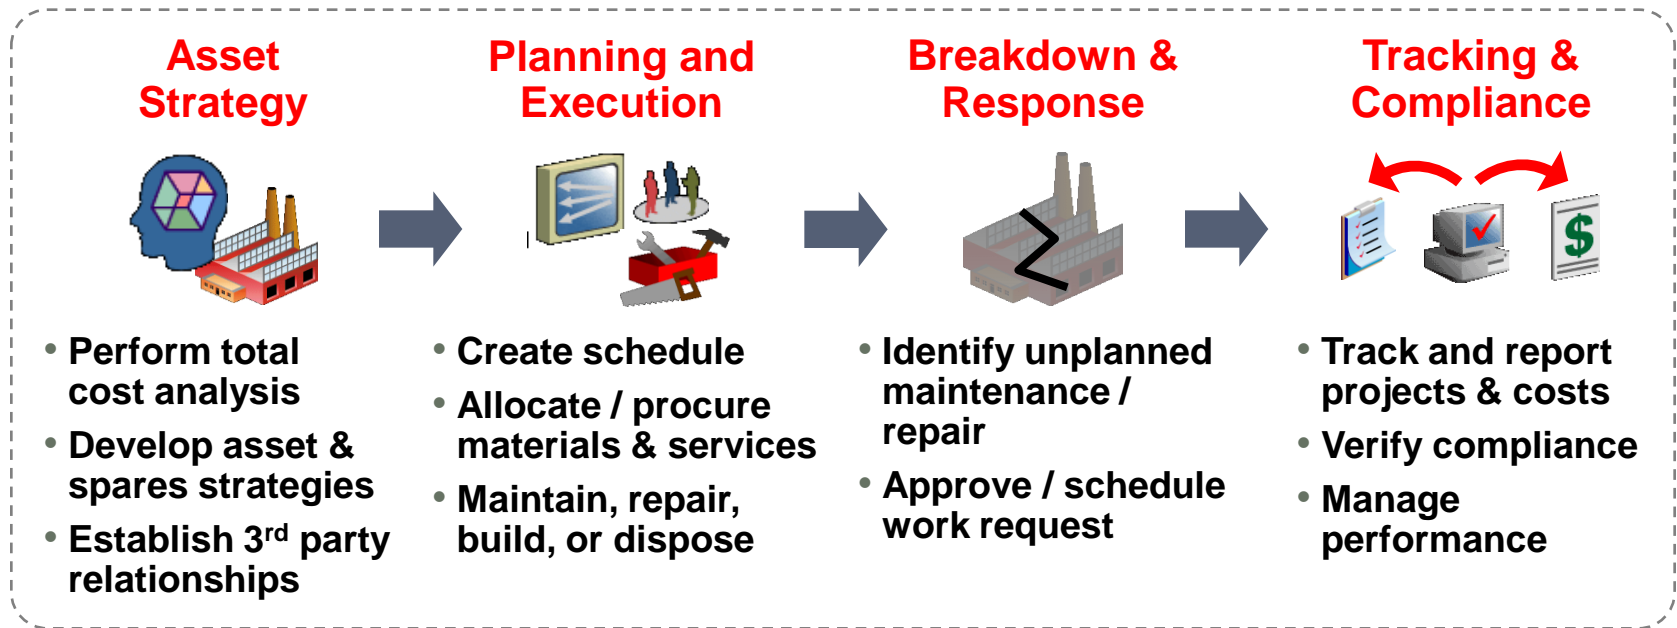 Asset
Strategy
Planning and
Execution
Breakdown &
Response
Tracking &
Compliance
$
• Perform total
cost analysis
• Develop asset &
spares strategies
• Establish 3rd party
relationships
• Create schedule
• Allocate / procure
materials & services
• Maintain, repair,
build, or dispose
• Identify unplanned
maintenance /
repair
• Approve / schedule
work request
• Track and report
projects & costs
• Verify compliance
• Manage
performance